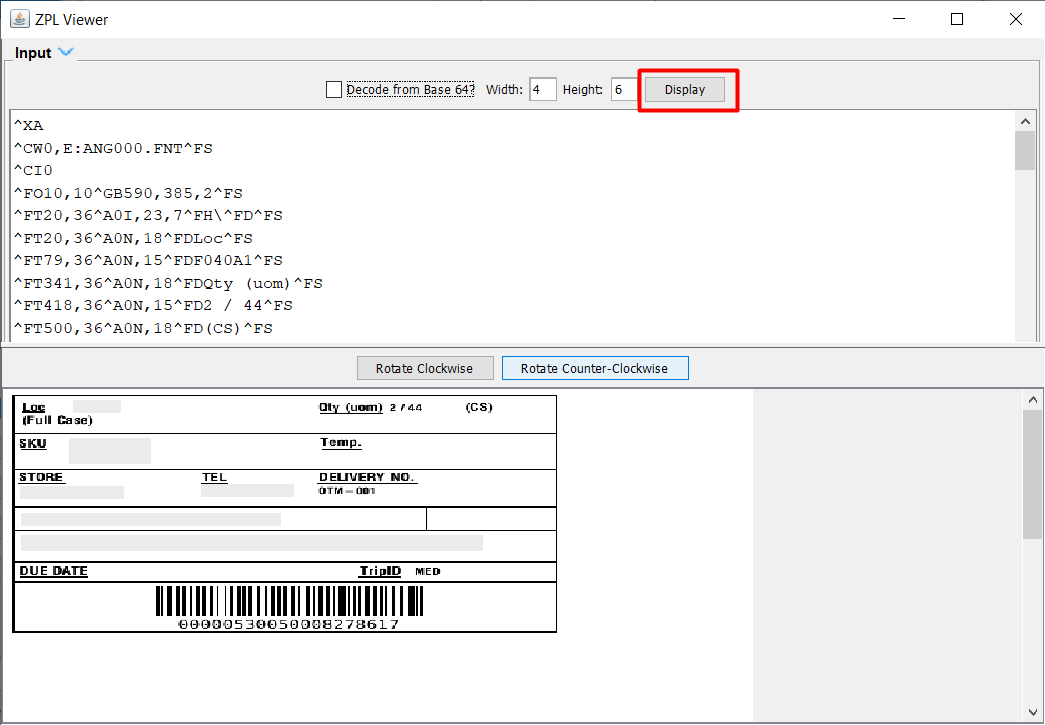 ZPL Viewer
Input
Decode from Base 64? Width: 4 Height: 6 Display
^XA
^CW0,E:ANG000.FNT^FS
^CI0
^FO10,10^GB590,385,2^FS
^FT20,36^A0I,23,7^FH\^FD^FS
^FT20,36^A0N,18^FDLoc^FS
^FT79,36^A0N,15^FDF040A1^FS
^FT341,36^A0N,18^FDQty (uom)^FS
^FT418,36^A0N,15^FD2 / 44^FS
^FT500,36^A0N,18^FD(CS)^FS
Rotate Clockwise Rotate Counter-Clockwise
Loc Qty (uom) 2 / 44 (CS)
(Full Case)
SKU Temp.
STORE TEL DELIVERY NO.
OTM-001
DUE DATE TripID MED
00000530050008278617